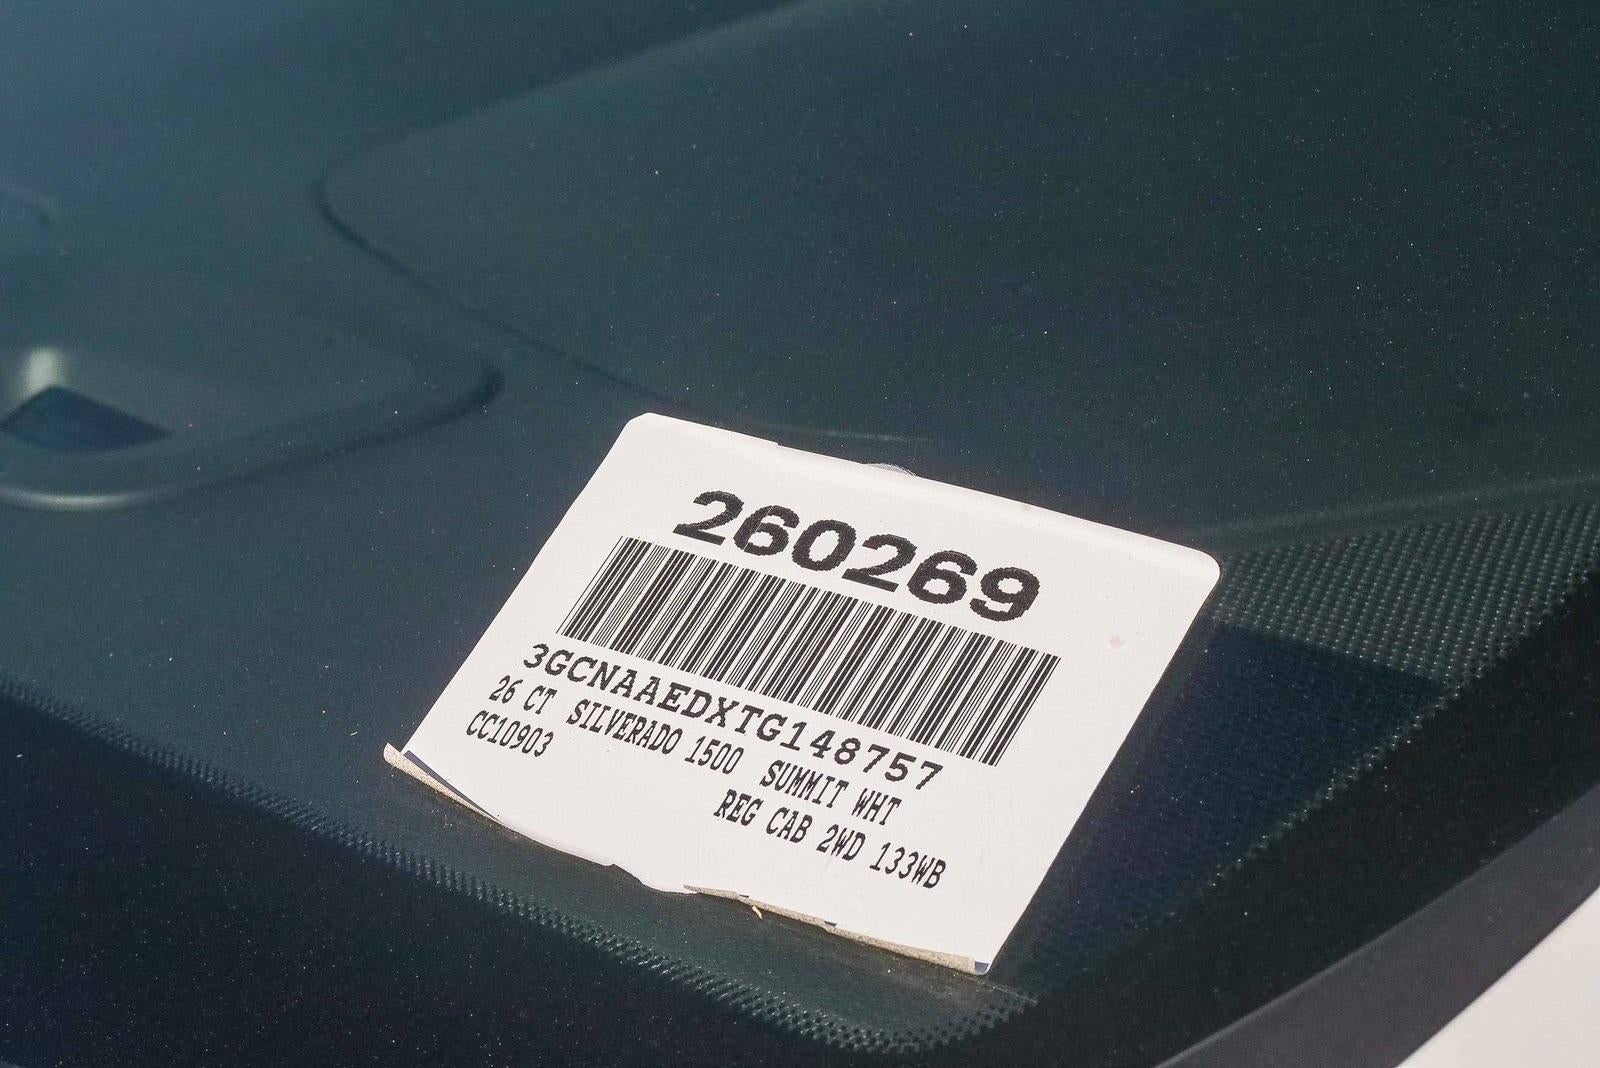 260269
3GCNAAEDXTG148757
26 CT SILVERADO 1500 SUMMIT WHT
CC10903 REG CAB 2WD 133WB